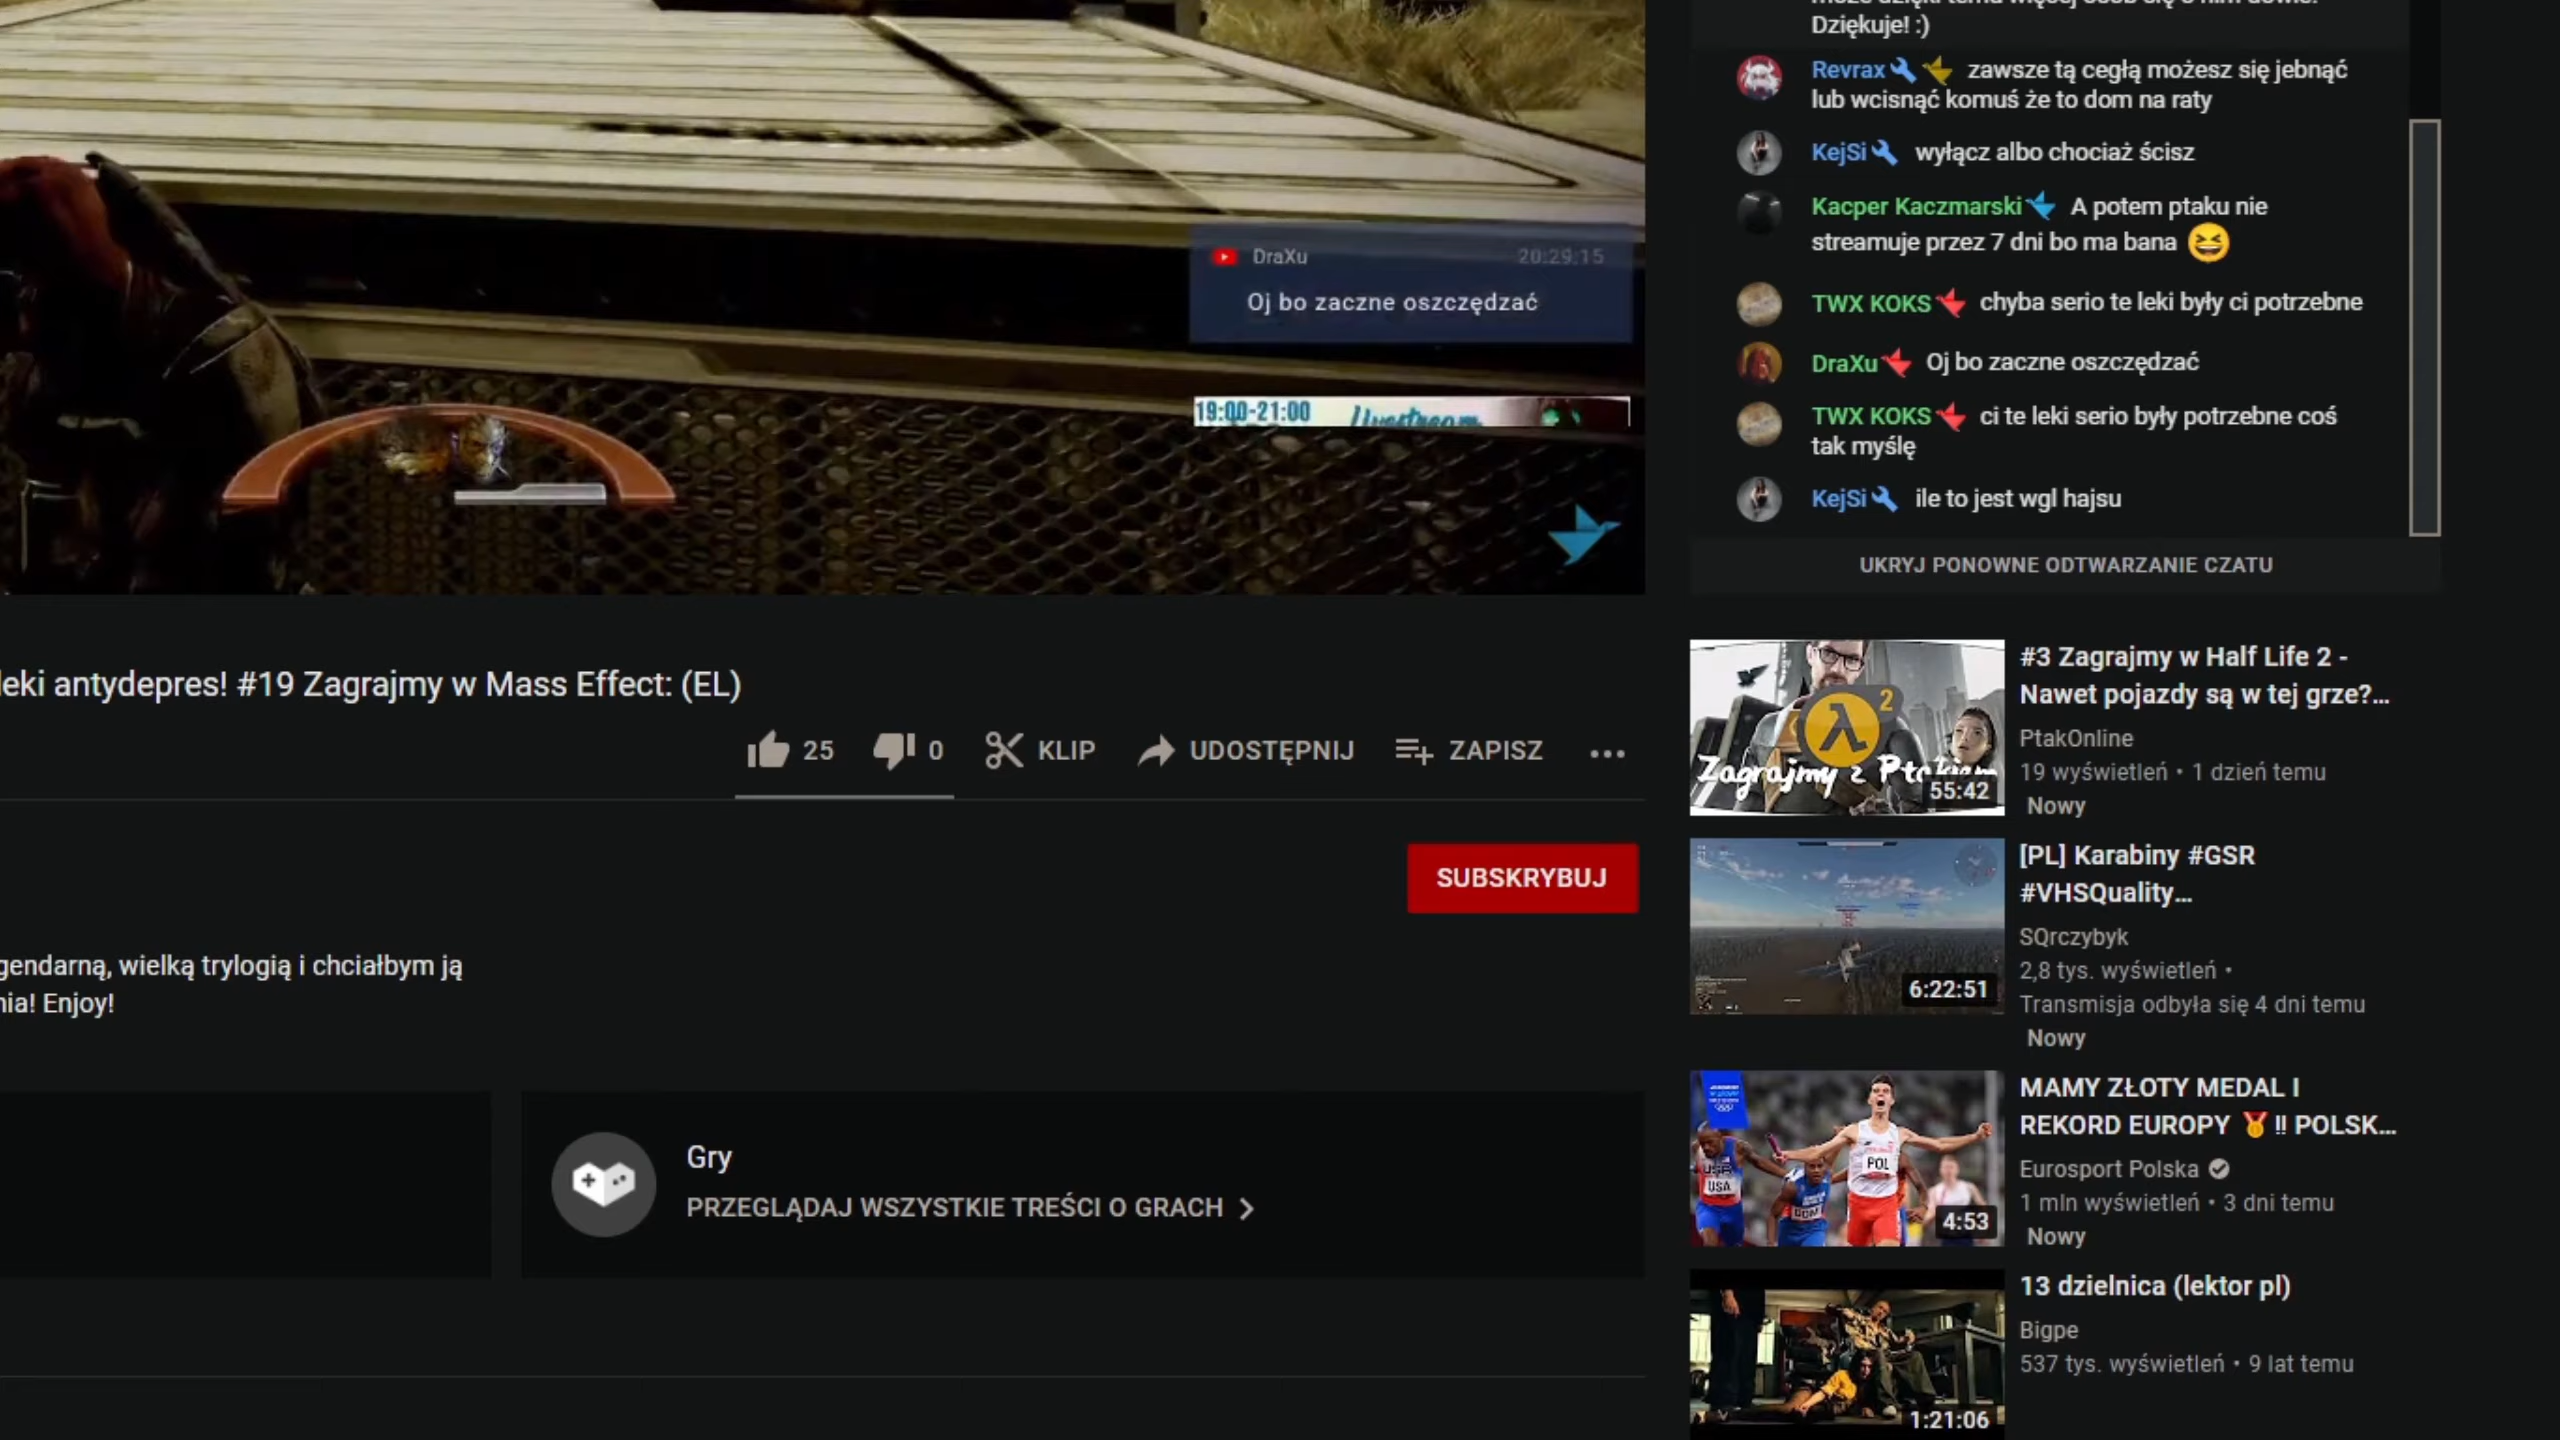 Dziękuje! :)
Revrax zawsze tą cegłą możesz się jebnąć
lub wcisnąć komuś że to dom na raty
KejSi wyłącz albo chociaż ścisz
Kacper Kaczmarski A potem ptaku nie
streamuje przez 7 dni bo ma bana
TWX KOKS chyba serio te leki były ci potrzebne
DraXu Oj bo zaczne oszczędzać
TWX KOKS ci te leki serio były potrzebne coś
tak myślę
KejSi ile to jest wgl hajsu
UKRYJ PONOWNE ODTWARZANIE CZATU
DraXu 20:29:15
Oj bo zaczne oszczędzać
19:00-21:00 Livestream
leki antydepres! #19 Zagrajmy w Mass Effect: (EL)
25 0 KLIP UDOSTĘPNIJ ZAPISZ
SUBSKRYBUJ
gendarną, wielką trylogią i chciałbym ją
nia! Enjoy!
Gry
PRZEGLĄDAJ WSZYSTKIE TREŚCI O GRACH
2
Zagrajmy z Ptakiem
55:42
#3 Zagrajmy w Half Life 2 -
Nawet pojazdy są w tej grze?...
PtakOnline
19 wyświetleń • 1 dzień temu
Nowy
6:22:51
[PL] Karabiny #GSR
#VHSQuality...
SQrczybyk
2,8 tys. wyświetleń •
Transmisja odbyła się 4 dni temu
Nowy
USA
DOM
POL
4:53
MAMY ZŁOTY MEDAL I
REKORD EUROPY 🏅‼ POLSK...
Eurosport Polska
1 mln wyświetleń • 3 dni temu
Nowy
1:21:06
13 dzielnica (lektor pl)
Bigpe
537 tys. wyświetleń • 9 lat temu